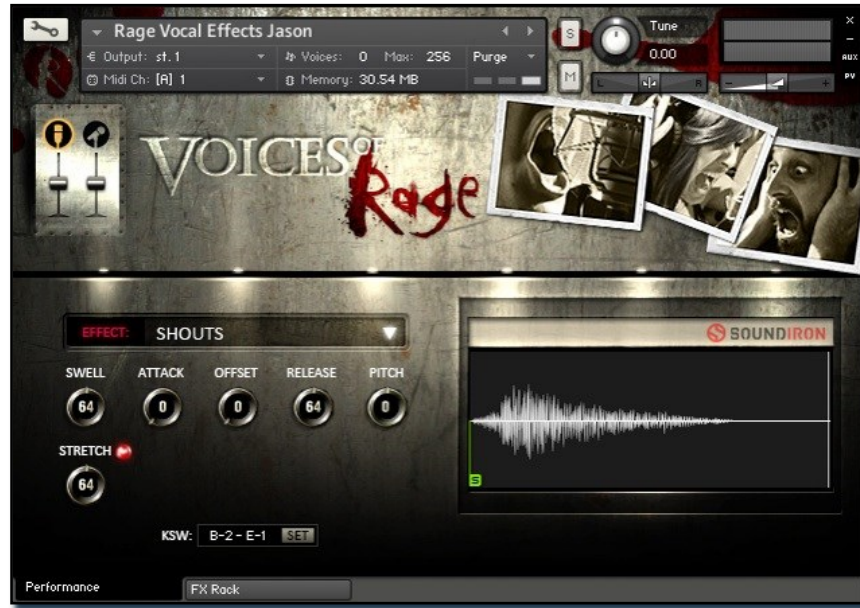 Rage Vocal Effects Jason
Output: st.1 Voices: 0 Max: 256 Purge
Midi Ch: [A] 1 Memory: 30.54 MB
S
M
Tune
0.00
L R
- +
×
–
AUX
PV
VOICES OF
Rage
EFFECT: SHOUTS
SWELL ATTACK OFFSET RELEASE PITCH
64 0 0 64 0
STRETCH
64
KSW: B-2 - E-1 SET
SOUNDIRON
S
Performance FX Rack